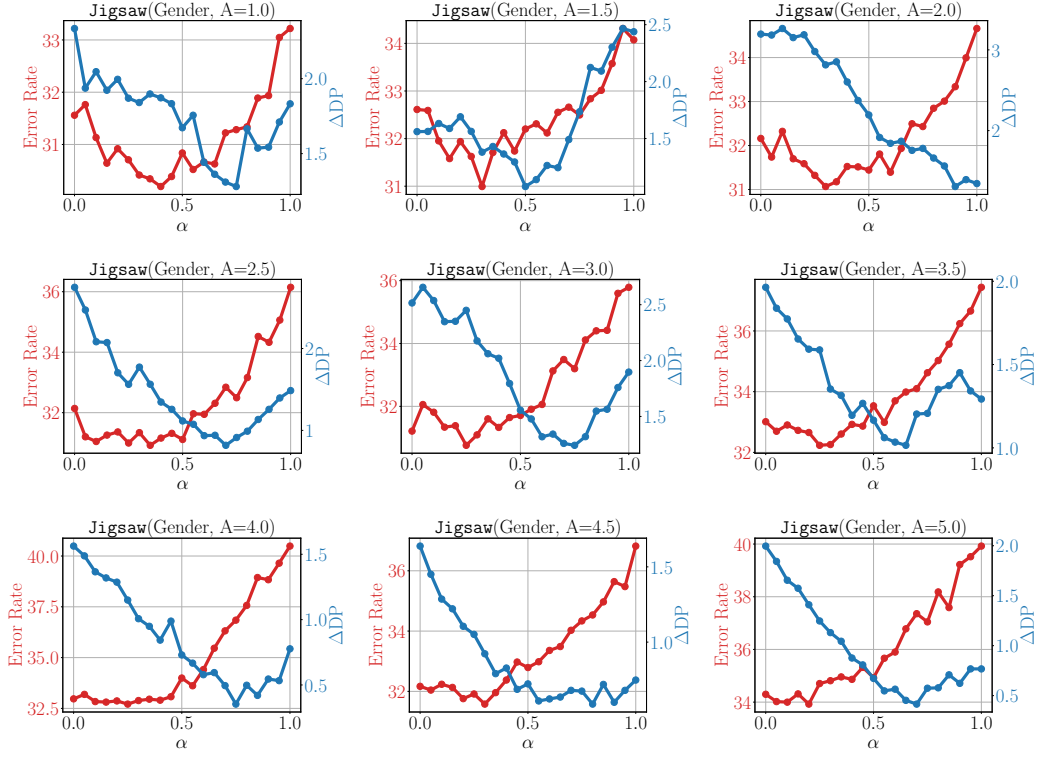 Jigsaw(Gender, A=1.0)
33
32
31
Error Rate
2.0
1.5
ΔDP
0.0
0.5
1.0
α
Jigsaw(Gender, A=1.5)
34
33
32
31
Error Rate
2.5
2.0
1.5
1.0
ΔDP
0.0
0.5
1.0
α
Jigsaw(Gender, A=2.0)
34
33
32
31
Error Rate
3
2
ΔDP
0.0
0.5
1.0
α
Jigsaw(Gender, A=2.5)
36
34
32
Error Rate
2
1
ΔDP
0.0
0.5
1.0
α
Jigsaw(Gender, A=3.0)
36
34
32
Error Rate
2.5
2.0
1.5
ΔDP
0.0
0.5
1.0
α
Jigsaw(Gender, A=3.5)
36
34
32
Error Rate
2.0
1.5
1.0
ΔDP
0.0
0.5
1.0
α
Jigsaw(Gender, A=4.0)
40.0
37.5
35.0
32.5
Error Rate
1.5
1.0
0.5
ΔDP
0.0
0.5
1.0
α
Jigsaw(Gender, A=4.5)
36
34
32
Error Rate
1.5
1.0
ΔDP
0.0
0.5
1.0
α
Jigsaw(Gender, A=5.0)
40
38
36
34
Error Rate
2.0
1.5
1.0
0.5
ΔDP
0.0
0.5
1.0
α